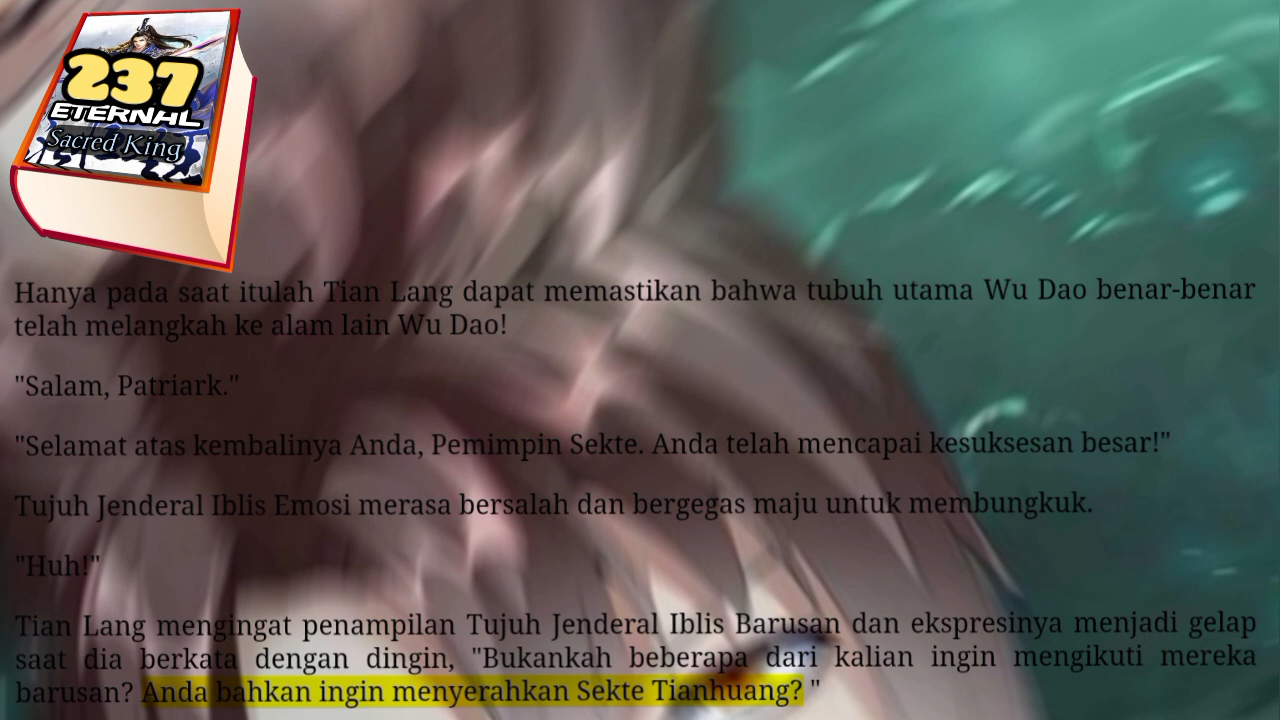 237
ETERNAL
Sacred King
Hanya pada saat itulah Tian Lang dapat memastikan bahwa tubuh utama Wu Dao benar-benar
telah melangkah ke alam lain Wu Dao!
"Salam, Patriark."
"Selamat atas kembalinya Anda, Pemimpin Sekte. Anda telah mencapai kesuksesan besar!"
Tujuh Jenderal Iblis Emosi merasa bersalah dan bergegas maju untuk membungkuk.
"Huh!"
Tian Lang mengingat penampilan Tujuh Jenderal Iblis Barusan dan ekspresinya menjadi gelap
saat dia berkata dengan dingin, "Bukankah beberapa dari kalian ingin mengikuti mereka
barusan? Anda bahkan ingin menyerahkan Sekte Tianhuang? "